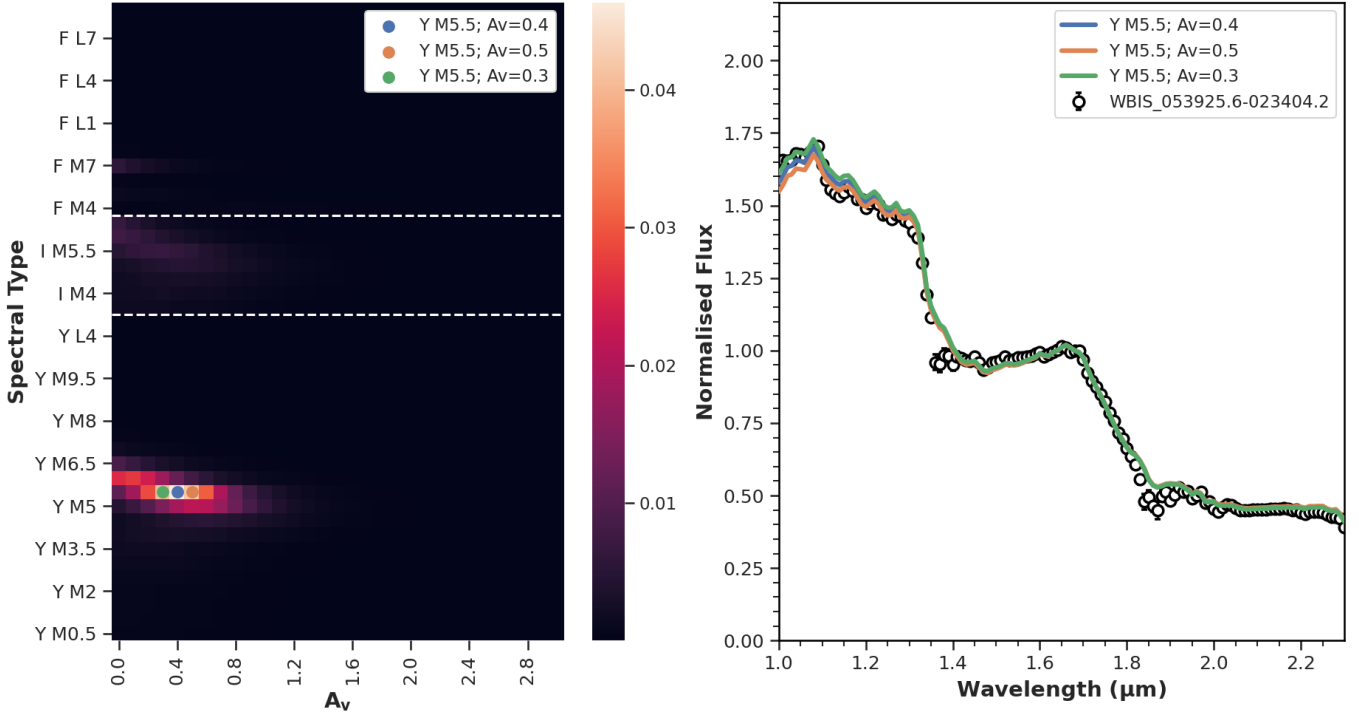 Y M5.5; Av=0.4
Y M5.5; Av=0.5
Y M5.5; Av=0.3
Spectral Type
F L7
F L4
F L1
F M7
F M4
I M5.5
I M4
Y L4
Y M9.5
Y M8
Y M6.5
Y M5
Y M3.5
Y M2
Y M0.5
0.0
0.4
0.8
1.2
1.6
2.0
2.4
2.8
Av
0.04
0.03
0.02
0.01
Y M5.5; Av=0.4
Y M5.5; Av=0.5
Y M5.5; Av=0.3
WBIS_053925.6-023404.2
Normalised Flux
2.00
1.75
1.50
1.25
1.00
0.75
0.50
0.25
0.00
1.0
1.2
1.4
1.6
1.8
2.0
2.2
Wavelength (μm)